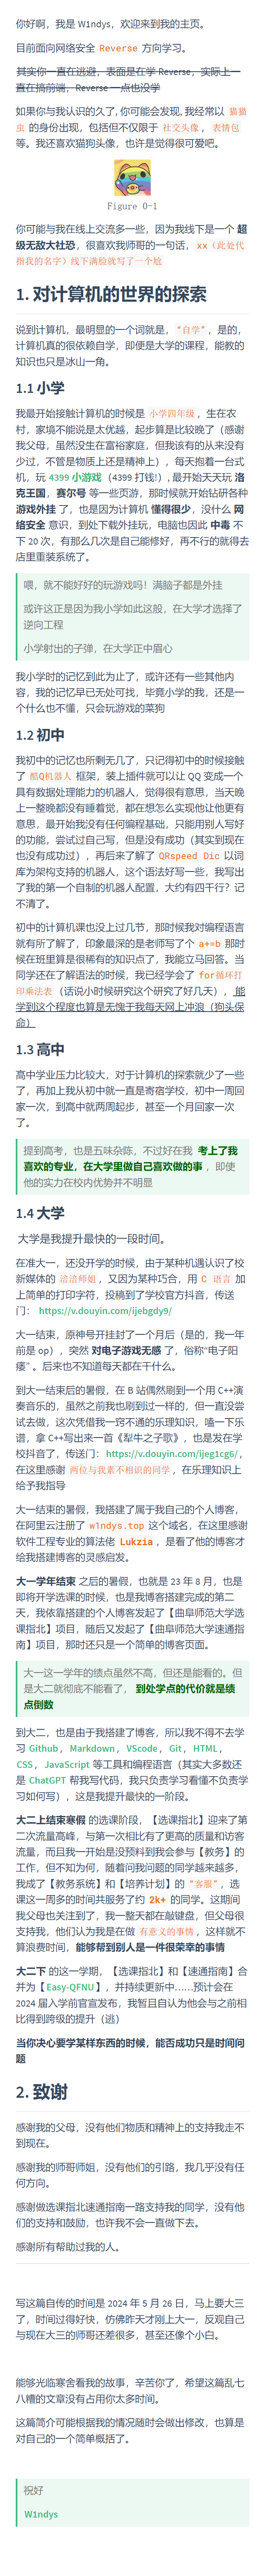 你好啊，我是 W1ndys，欢迎来到我的主页。
目前面向网络安全 Reverse 方向学习。
其实你一直在逃避，表面是在学 Reverse，实际上一
直在搞前端，Reverse 一点也没学
如果你与我认识的久了, 你可能会发现, 我经常以 猫猫
虫 的身份出现，包括但不仅限于 社交头像 ，表情包
等。我还喜欢猫狗头像，也许是觉得很可爱吧。
Figure 0-1
你可能与我在线上交流多一些，因为我线下是一个 超
级无敌大社恐，很喜欢我师哥的一句话， xx（此处代
指我的名字）线下满脸就写了一个尬
1. 对计算机的世界的探索
说到计算机，最明显的一个词就是，“自学”，是的，
计算机真的很依赖自学，即便是大学的课程，能教的
知识也只是冰山一角。
1.1 小学
我最开始接触计算机的时候是 小学四年级 ，生在农
村，家境不能说是太优越，起步算是比较晚了（感谢
我父母，虽然没生在富裕家庭，但我该有的从来没有
少过，不管是物质上还是精神上），每天抱着一台式
机，玩 4399 小游戏（4399 打钱!）, 最开始天天玩 洛
克王国，赛尔号 等一些页游，那时候就开始钻研各种
游戏外挂 了，也是因为计算机 懂得很少，没什么 网
络安全 意识，到处下载外挂玩，电脑也因此 中毒 不
下 20 次，有那么几次是自己能修好，再不行的就得去
店里重装系统了。
喂，就不能好好的玩游戏吗！满脑子都是外挂
或许这正是因为我小学如此这般，在大学才选择了
逆向工程
小学射出的子弹，在大学正中眉心
我小学时的记忆到此为止了，或许还有一些其他内
容，我的记忆早已无处可找，毕竟小学的我，还是一
个什么也不懂，只会玩游戏的菜狗
1.2 初中
我初中的记忆也所剩无几了，只记得初中的时候接触
了 酷Q机器人 框架，装上插件就可以让 QQ 变成一个
具有数据处理能力的机器人，觉得很有意思，当天晚
上一整晚都没有睡着觉，都在想怎么实现他让他更有
意思，最开始我没有任何编程基础，只能用别人写好
的功能，尝试过自己写，但是没有成功（其实到现在
也没有成功过），再后来了解了 QRspeed Dic 以词
库为架构支持的机器人，这个语法好写一些，我写出
了我的第一个自制的机器人配置，大约有四千行？记
不清了。
初中的计算机课也没上过几节，那时候我对编程语言
就有所了解了，印象最深的是老师写了个 a+=b 那时
候在班里算是很稀有的知识点了，我能立马回答。当
同学还在了解语法的时候，我已经学会了 for循环打
印乘法表（话说小时候研究这个研究了好几天），能
学到这个程度也算是无愧于我每天网上冲浪（狗头保
命）
1.3 高中
高中学业压力比较大，对于计算机的探索就少了一些
了，再加上我从初中就一直是寄宿学校，初中一周回
家一次，到高中就两周起步，甚至一个月回家一次
了。
提到高考，也是五味杂陈，不过好在我 考上了我
喜欢的专业，在大学里做自己喜欢做的事 ，即使
他的实力在校内优势并不明显
1.4 大学
大学是我提升最快的一段时间。
在准大一，还没开学的时候，由于某种机遇认识了校
新媒体的 涪涪师姐 ，又因为某种巧合，用 C 语言 加
上简单的打印字符，投稿到了学校官方抖音，传送
门： https://v.douyin.com/ijebgdy9/
大一结束，原神号开挂封了一个月后（是的，我一年
前是 op），突然 对电子游戏无感 了，俗称“电子阳
痿” 。后来也不知道每天都在干什么。
到大一结束后的暑假，在 B 站偶然刷到一个用 C++演
奏音乐的，虽然之前我也刷到过一样的，但一直没尝
试去做，这次凭借我一窍不通的乐理知识，嗑一下乐
谱，拿 C++写出来一首《犁牛之子歌》，也是发在学
校抖音了，传送门：https://v.douyin.com/ijeg1cg6/，
在这里感谢 两位与我素不相识的同学 ，在乐理知识上
给予我指导
大一结束的暑假，我搭建了属于我自己的个人博客，
在阿里云注册了 w1ndys.top 这个域名，在这里感谢
软件工程专业的算法佬 Lukzia ，是看了他的博客才
给我搭建博客的灵感启发。
大一学年结束 之后的暑假，也就是 23 年 8 月，也是
即将开学选课的时候，也是我博客搭建完成的第二
天，我依靠搭建的个人博客发起了【曲阜师范大学选
课指北】项目，随后又发起了【曲阜师范大学速通指
南】项目，那时还只是一个简单的博客页面。
大一这一学年的绩点虽然不高，但还是能看的。但
是大二就彻底不能看了， 到处学点的代价就是绩
点倒数
到大二，也是由于我搭建了博客，所以我不得不去学
习 Github，Markdown，VScode，Git，HTML，
CSS，JavaScript 等工具和编程语言（其实大多数还
是 ChatGPT 帮我写代码，我只负责学习看懂不负责学
习如何写），这是我提升最快的一阶段。
大二上结束寒假 的选课阶段，【选课指北】迎来了第
二次流量高峰，与第一次相比有了更高的质量和访客
流量，而且我一开始是没预料到我会参与【教务】的
工作，但不知为何，随着问我问题的同学越来越多，
我成了【教务系统】和【培养计划】的 “客服” ，选
课这一周多的时间共服务了约 2k+ 的同学。这期间
我父母也关注到了，我一整天都在敲键盘，但父母很
支持我，他们认为我是在做 有意义的事情 ，这样就不
算浪费时间，能够帮到别人是一件很荣幸的事情
大二下 的这一学期，【选课指北】和【速通指南】合
并为【Easy-QFNU】，并持续更新中……预计会在
2024 届入学前官宣发布，我暂且自认为他会与之前相
比得到跨级的提升（逃）
当你决心要学某样东西的时候，能否成功只是时间问
题
2. 致谢
感谢我的父母，没有他们物质和精神上的支持我走不
到现在。
感谢我的师哥师姐，没有他们的引路，我几乎没有任
何方向。
感谢做选课指北速通指南一路支持我的同学，没有他
们的支持和鼓励，也许我不会一直做下去。
感谢所有帮助过我的人。
写这篇自传的时间是 2024 年 5 月 26 日，马上要大三
了，时间过得好快，仿佛昨天才刚上大一，反观自己
与现在大三的师哥还差很多，甚至还像个小白。
能够光临寒舍看我的故事，辛苦你了，希望这篇乱七
八糟的文章没有占用你太多时间。
这篇简介可能根据我的情况随时会做出修改，也算是
对自己的一个简单概括了。
祝好
W1ndys